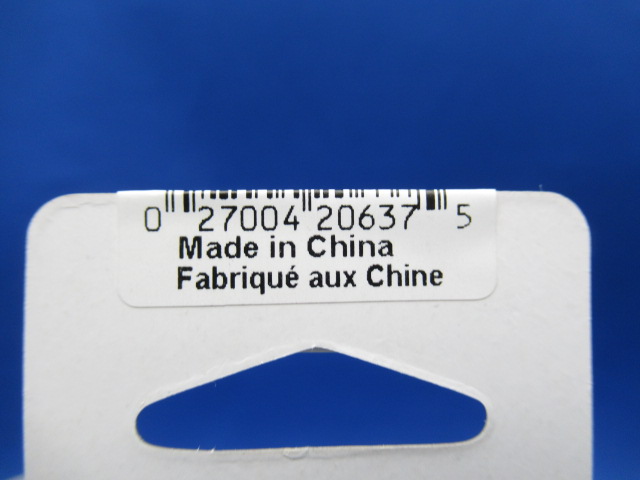 0 27004 20637 5
Made in China
Fabriqué aux Chine